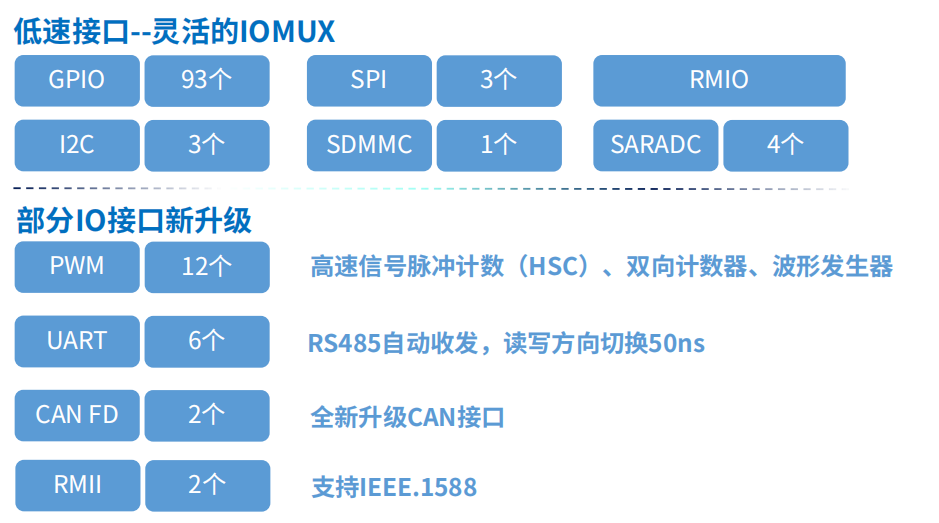 低速接口--灵活的IOMUX
GPIO 93个 SPI 3个 RMIO
I2C 3个 SDMMC 1个 SARADC 4个
部分IO接口新升级
PWM 12个 高速信号脉冲计数（HSC）、双向计数器、波形发生器
UART 6个 RS485自动收发，读写方向切换50ns
CAN FD 2个 全新升级CAN接口
RMII 2个 支持IEEE.1588